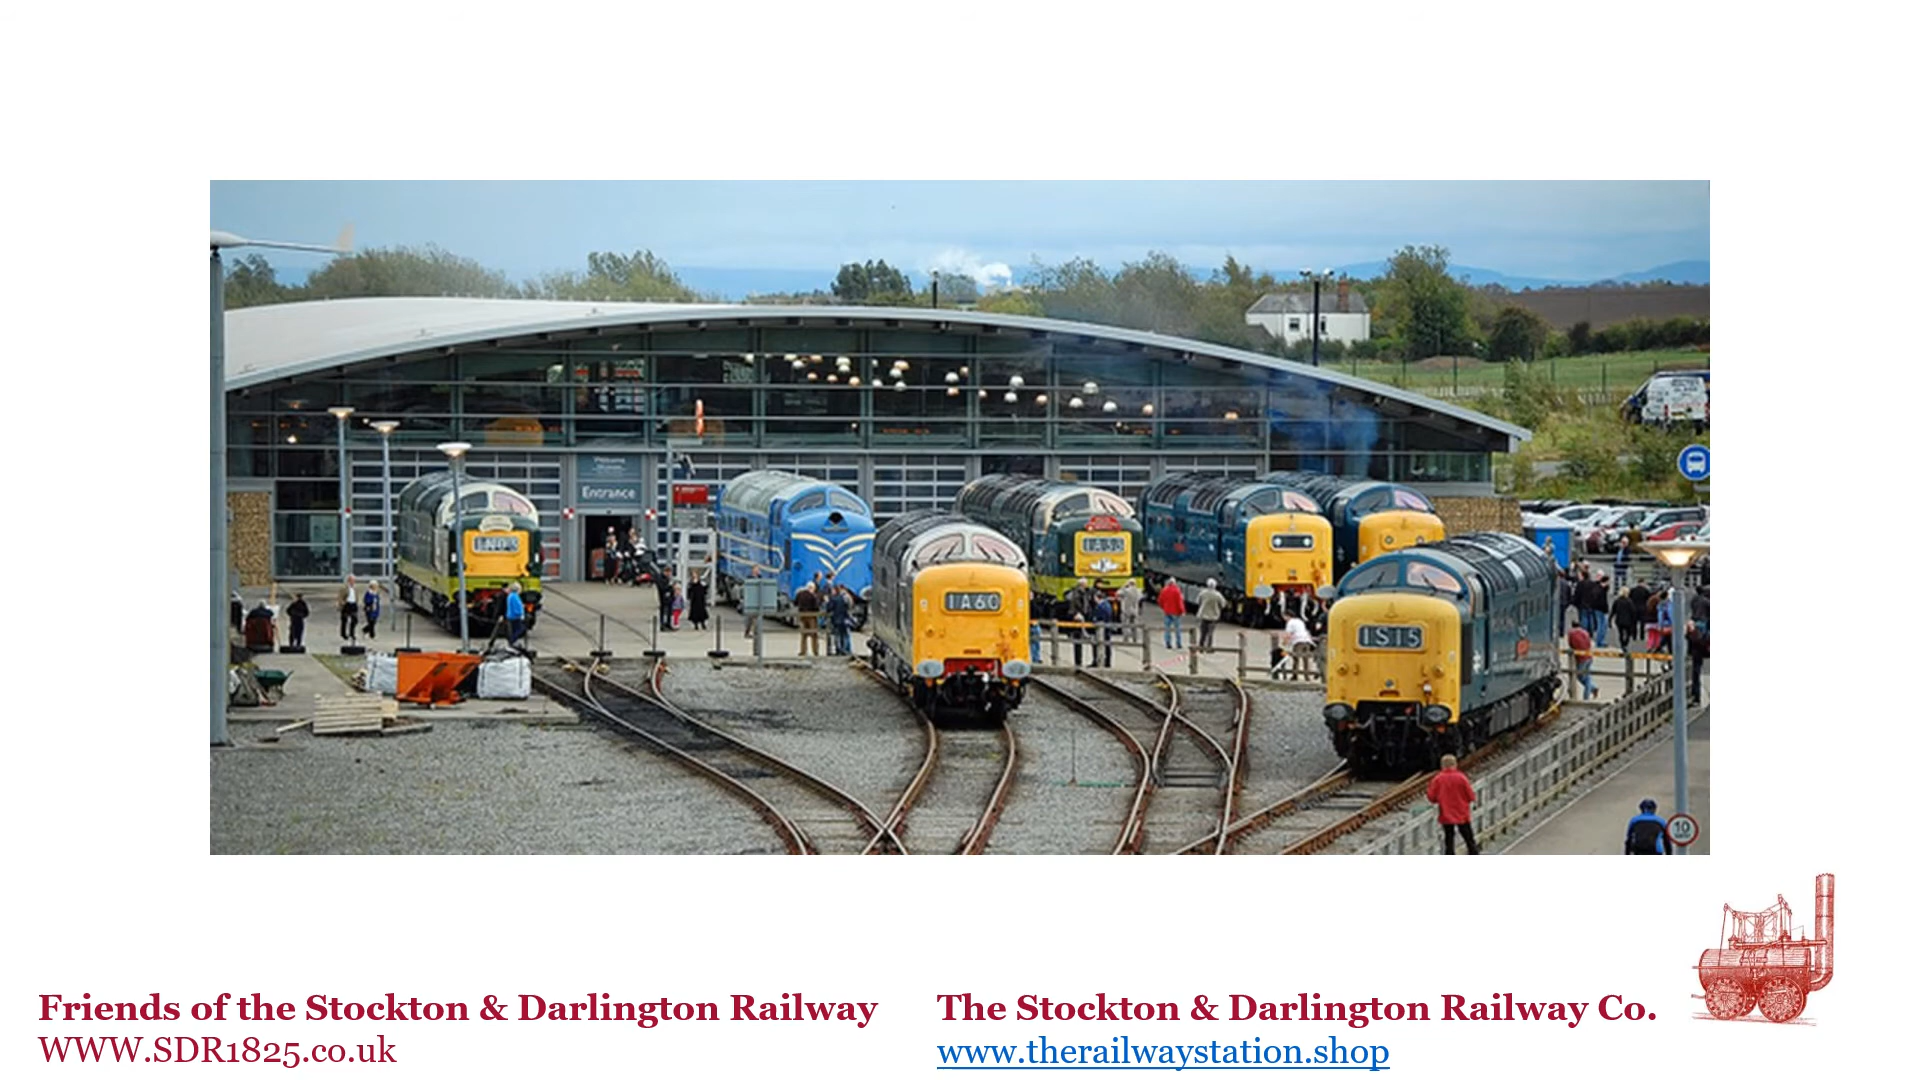 Entrance
1A60
1S15
10
Friends of the Stockton & Darlington Railway
WWW.SDR1825.co.uk
The Stockton & Darlington Railway Co.
www.therailwaystation.shop